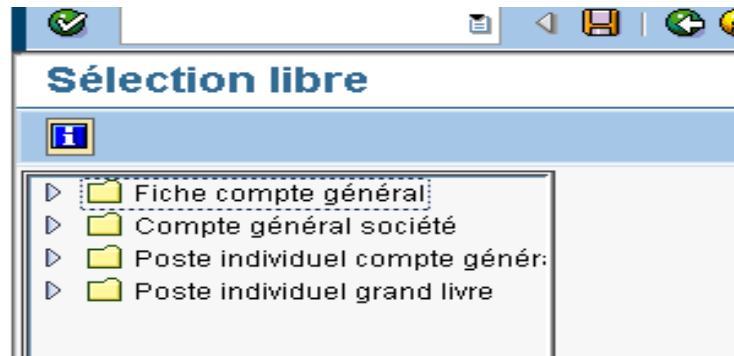 Sélection libre
Fiche compte général
Compte général société
Poste individuel compte génér
Poste individuel grand livre